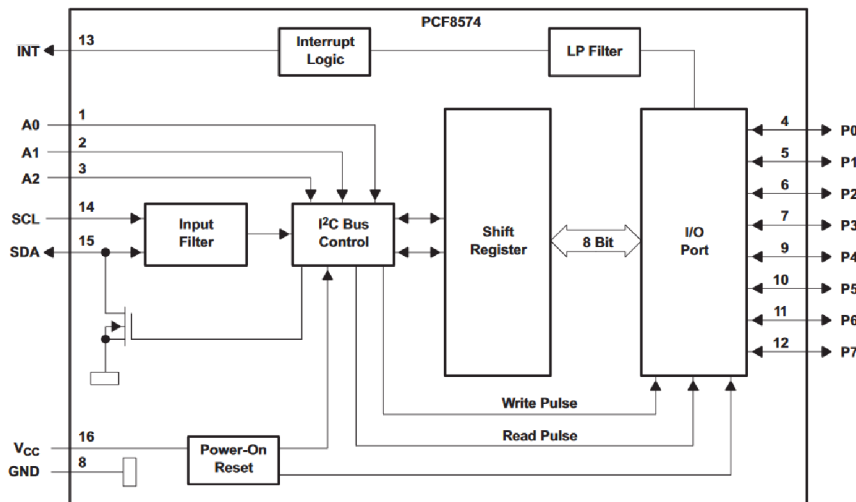 PCF8574
INT
13
Interrupt
Logic
LP Filter
A0
1
A1
2
A2
3
SCL
14
SDA
15
Input
Filter
I2C Bus
Control
Shift
Register
8 Bit
I/O
Port
4
P0
5
P1
6
P2
7
P3
9
P4
10
P5
11
P6
12
P7
Write Pulse
Read Pulse
VCC
16
GND
8
Power-On
Reset